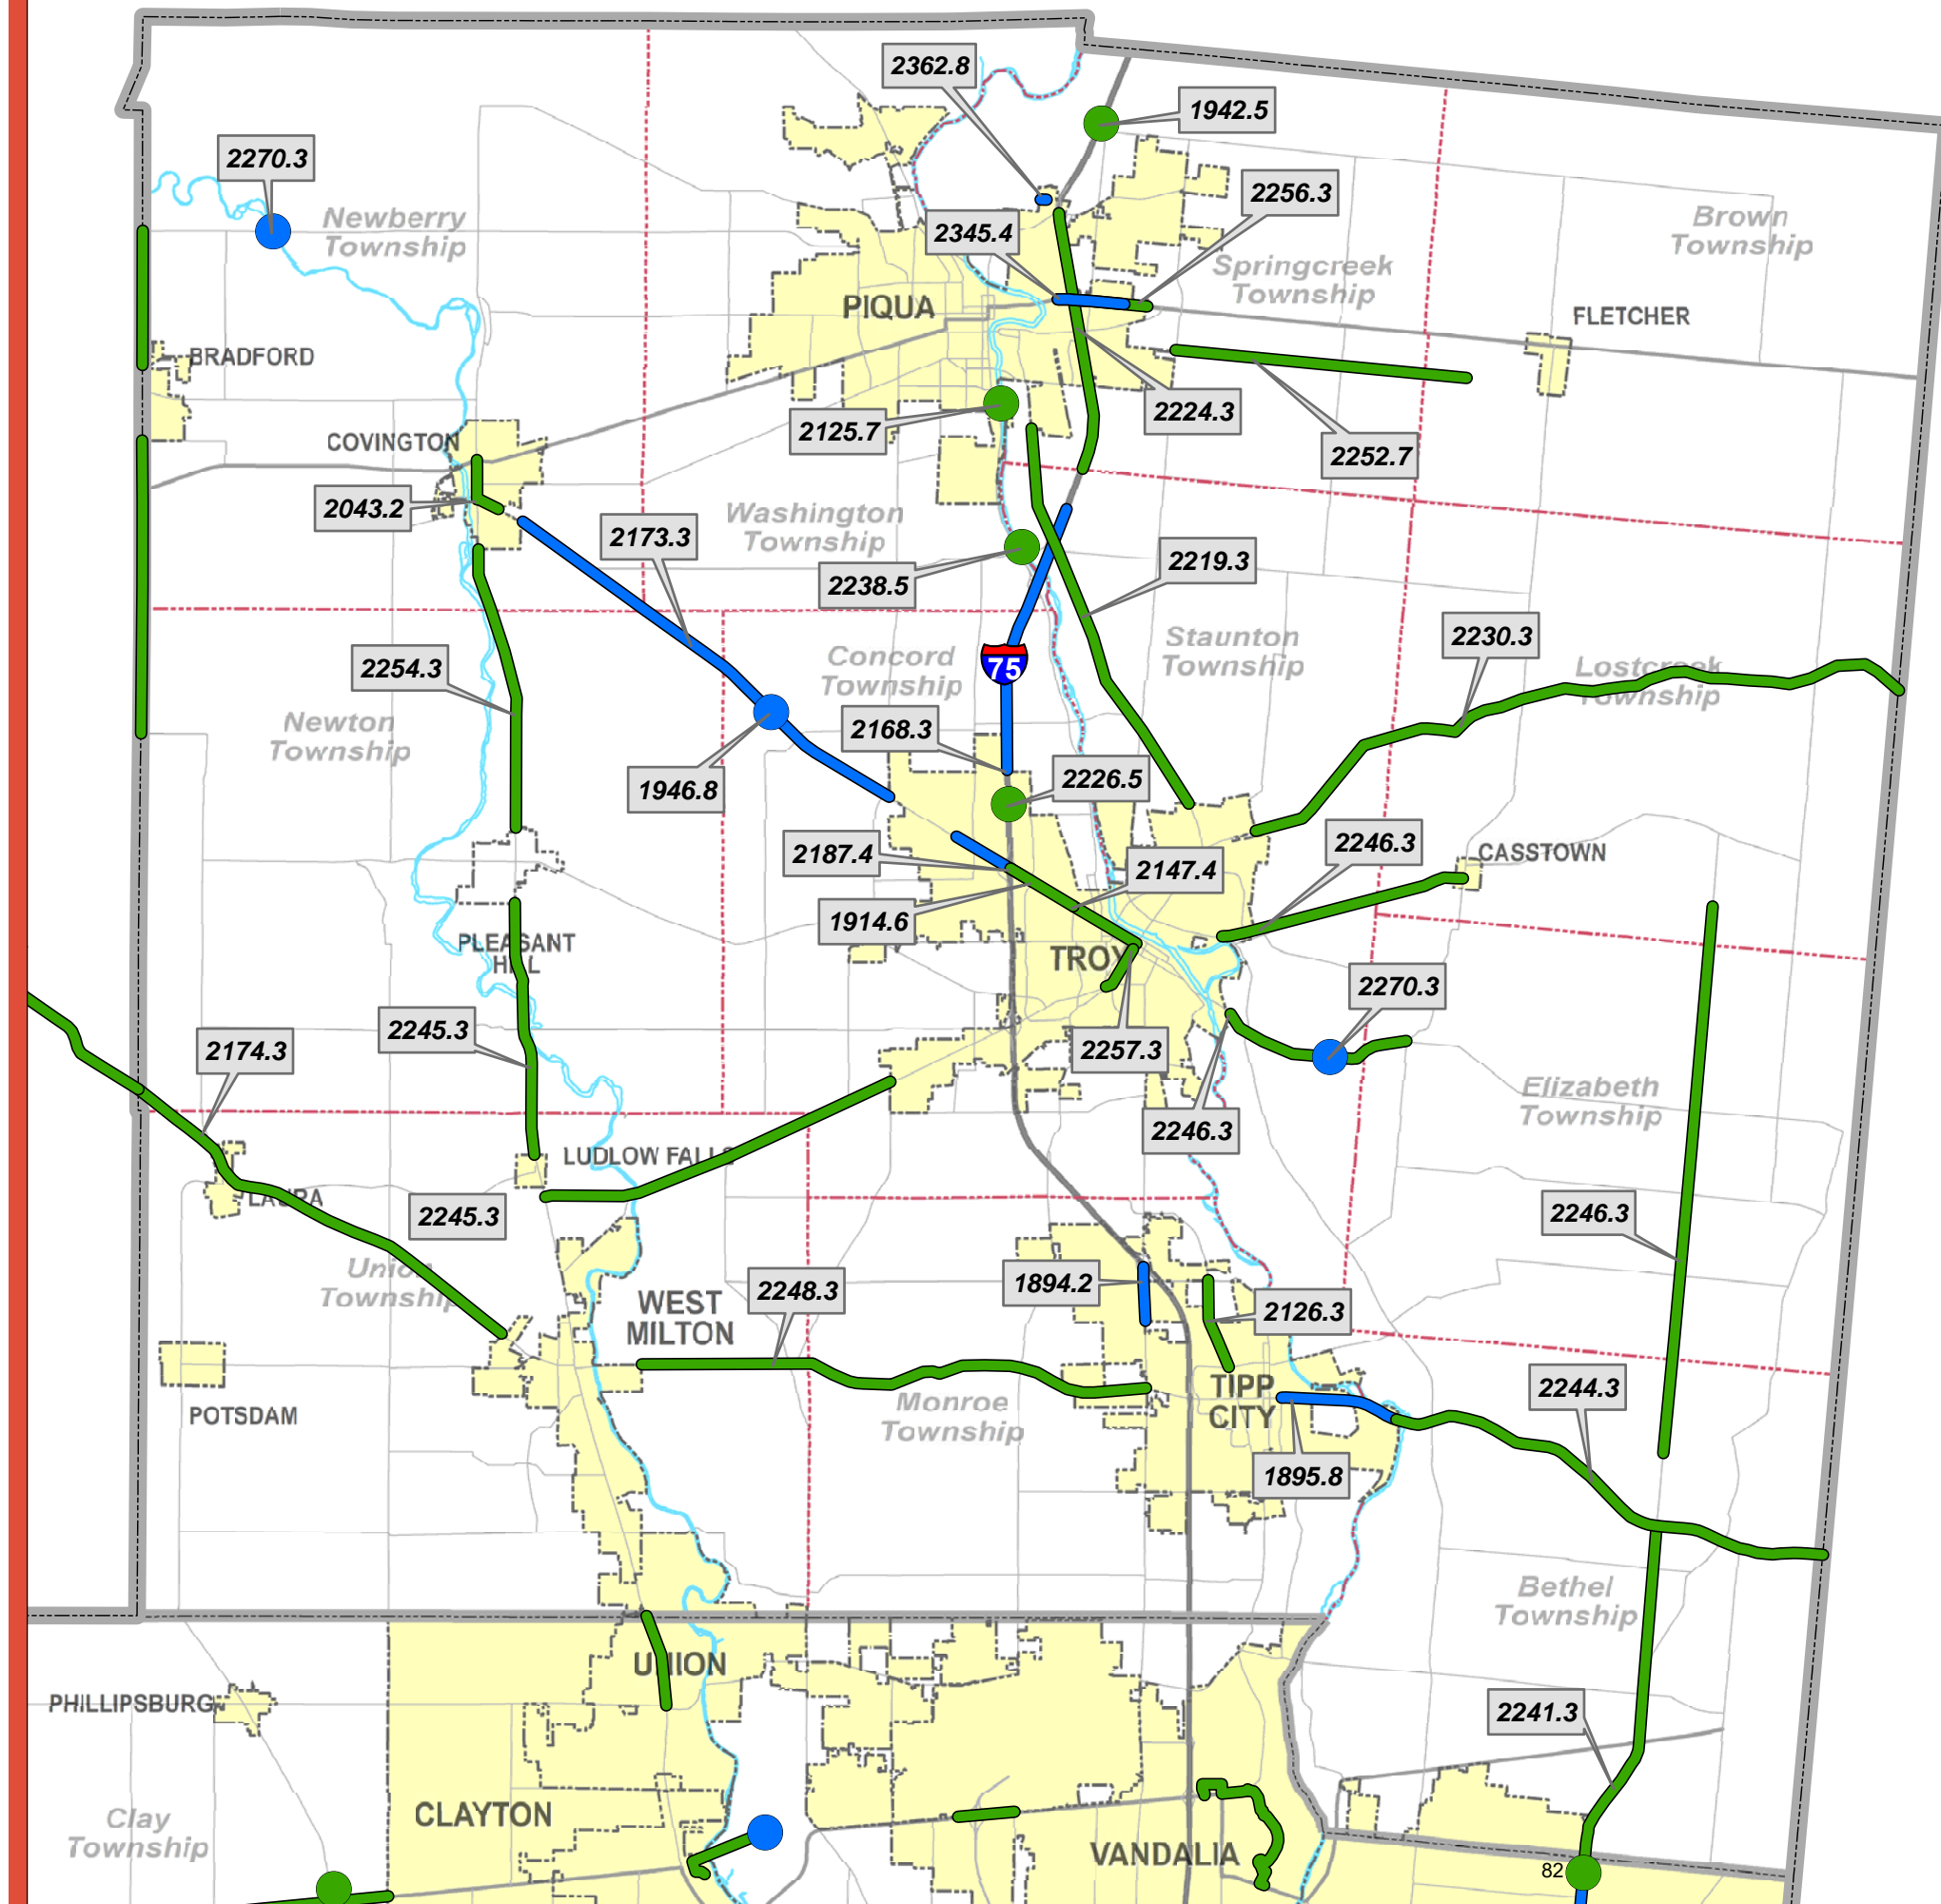 2362.8
1942.5
2270.3
2256.3
Newberry
Township
2345.4
Brown
Township
Springcreek
Township
PIQUA
FLETCHER
BRADFORD
2224.3
2125.7
COVINGTON
2252.7
2043.2
Washington
Township
2173.3
2219.3
2238.5
Staunton
Township
2230.3
Concord
Township
75
2254.3
Lostcreek
Township
Newton
Township
2168.3
2226.5
1946.8
2187.4
2246.3
CASSTOWN
2147.4
1914.6
PLEASANT
HILL
TROY
2270.3
2245.3
2174.3
2257.3
Elizabeth
Township
2246.3
LUDLOW FALLS
LAURA
2245.3
2246.3
Union
Township
2248.3
1894.2
WEST
MILTON
2126.3
POTSDAM
Monroe
Township
TIPP
CITY
2244.3
1895.8
Bethel
Township
UNION
PHILLIPSBURG
2241.3
Clay
Township
CLAYTON
VANDALIA
82